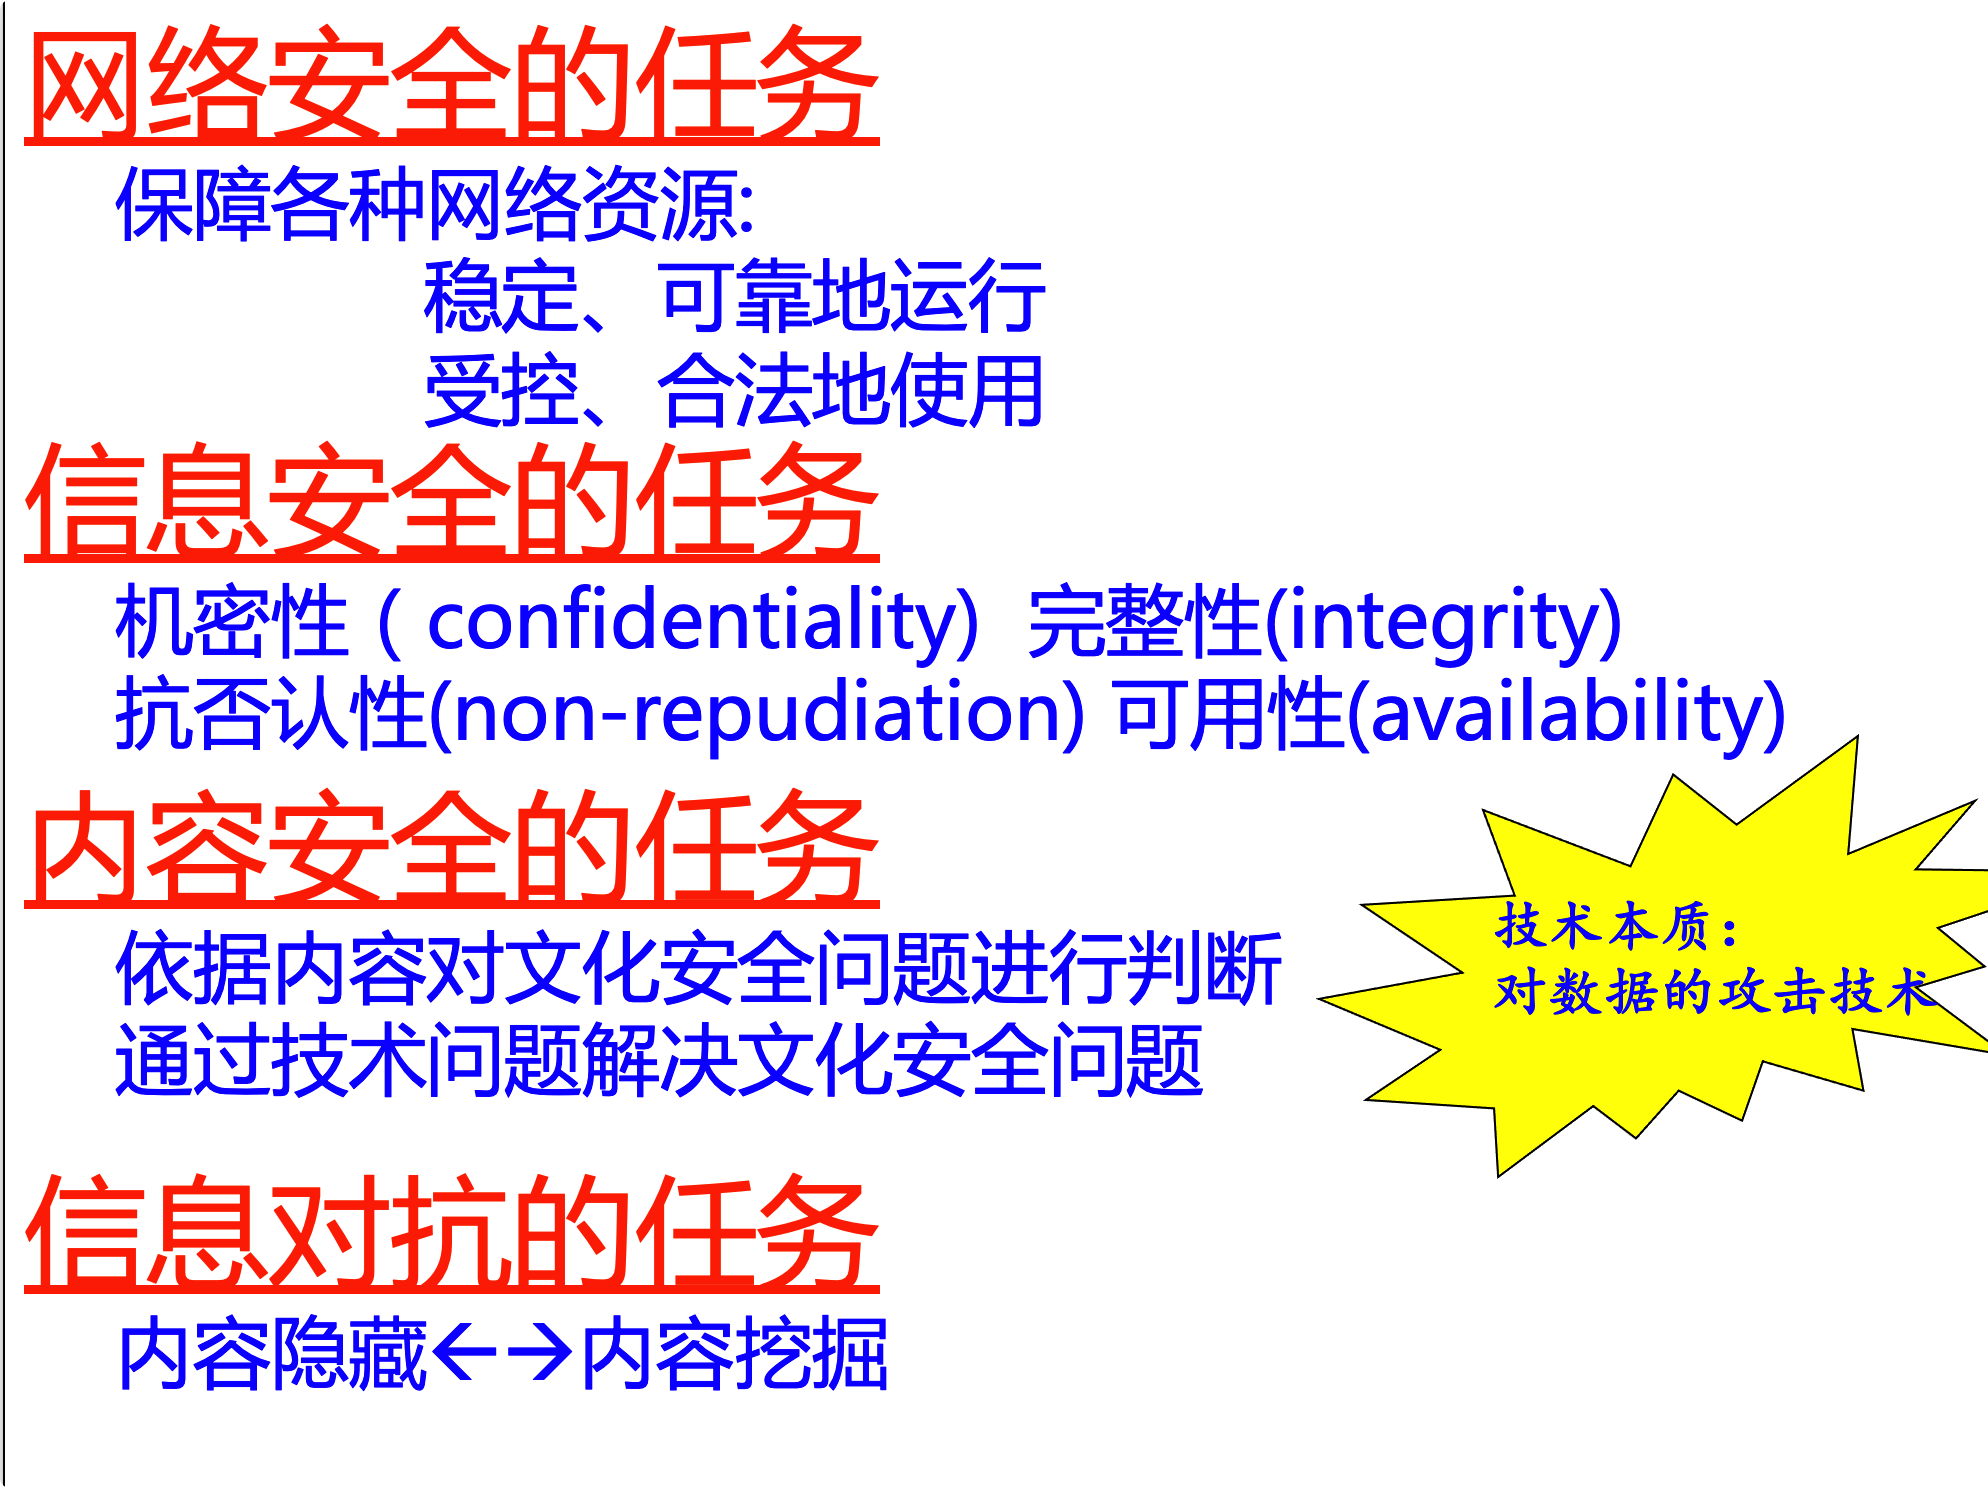 网络安全的任务
保障各种网络资源:
稳定、可靠地运行
受控、合法地使用
信息安全的任务
机密性（confidentiality) 完整性(integrity)
抗否认性(non-repudiation) 可用性(availability)
内容安全的任务
依据内容对文化安全问题进行判断
通过技术问题解决文化安全问题
技术本质：
对数据的攻击技术
信息对抗的任务
内容隐藏←→内容挖掘